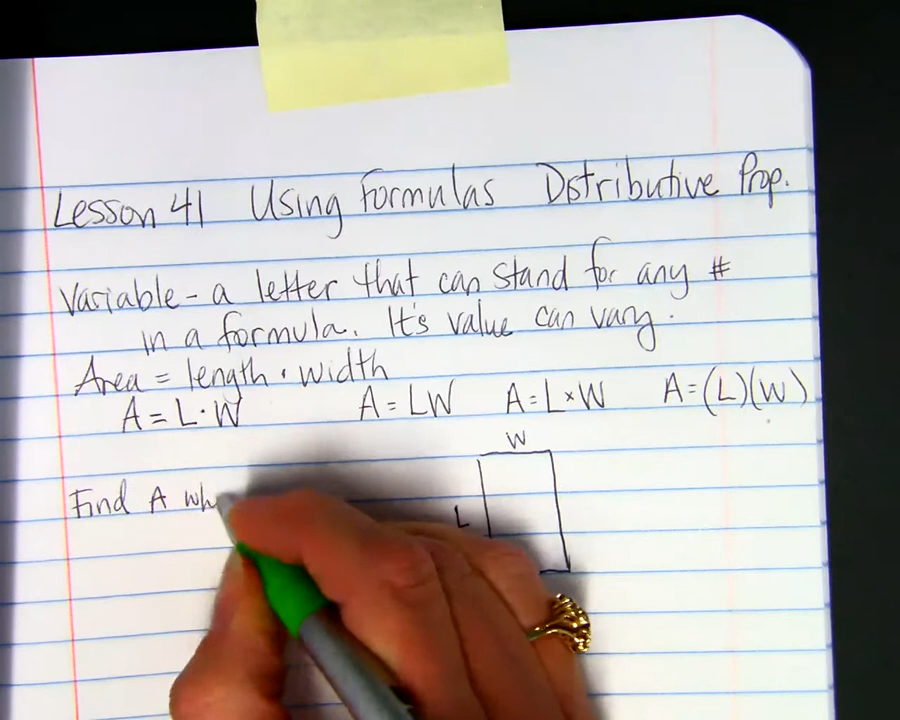 Lesson 41 Using Formulas Dstributive Prop.
Variable - a letter that can stand for any #
in a formula. It's value can vary.
Area = length · width
A = L · W A = LW A = L × W A = (L)(W)
W
L
Find A wh